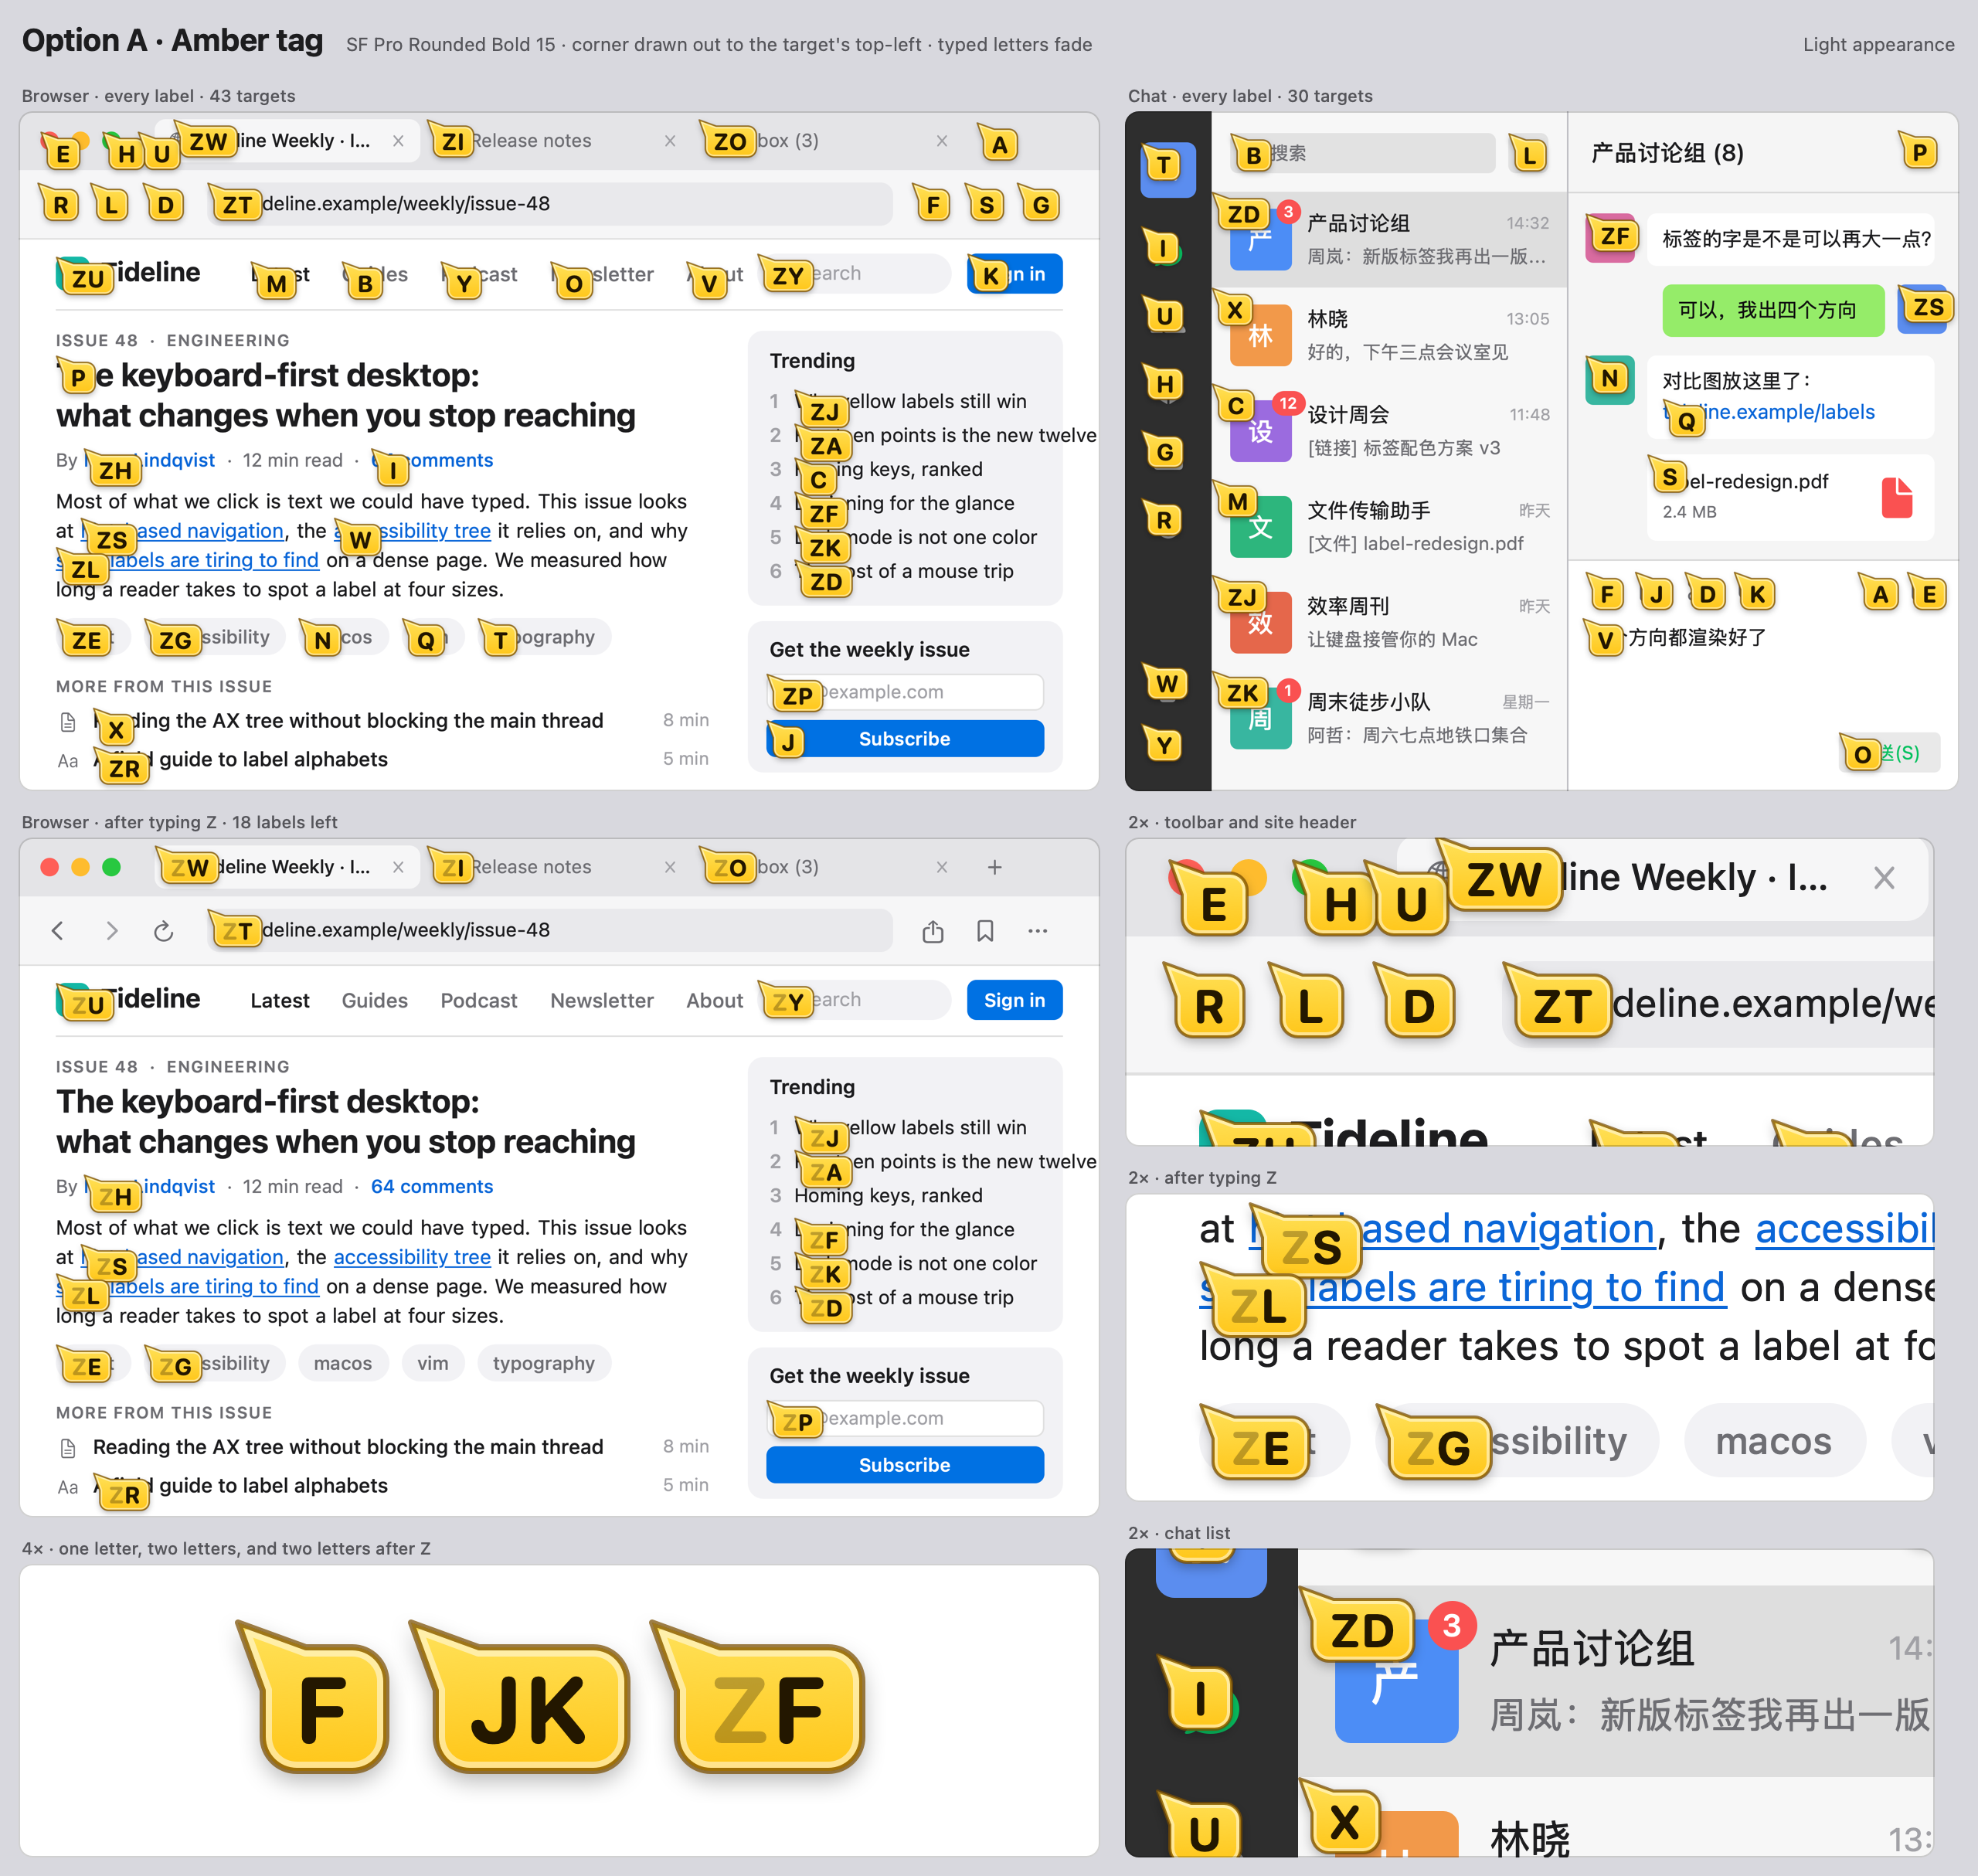 Option A · Amber tag
SF Pro Rounded Bold 15 · corner drawn out to the target's top-left · typed letters fade
Light appearance
Browser · every label · 43 targets
E H U ZW line Weekly · I... × ZI Release notes × ZO box (3) × A
R L D ZT deline.example/weekly/issue-48 F S G
ZU Tideline M B Y O V ZY earch K
ISSUE 48 · ENGINEERING
P e keyboard-first desktop:
what changes when you stop reaching
By ZH Lindqvist · 12 min read · I comments
Most of what we click is text we could have typed. This issue looks
at ZS based navigation, the W ssibility tree it relies on, and why
ZL labels are tiring to find on a dense page. We measured how
long a reader takes to spot a label at four sizes.
ZE ZG ssibility N cos Q T pography
MORE FROM THIS ISSUE
X ding the AX tree without blocking the main thread 8 min
Aa ZR guide to label alphabets 5 min
Trending
1 ZJ yellow labels still win
2 ZA en points is the new twelve
3 C ing keys, ranked
4 ZF ning for the glance
5 ZK mode is not one color
6 ZD ost of a mouse trip
Get the weekly issue
ZP example.com
J Subscribe
Chat · every label · 30 targets
T
I
U
H
G
R
W
Y
B 搜索 L
ZD 产 3 产品讨论组 14:32
周岚：新版标签我再出一版...
X 林 林晓 13:05
好的，下午三点会议室见
C 设 12 设计周会 11:48
[链接] 标签配色方案 v3
M 文 文件传输助手 昨天
[文件] label-redesign.pdf
ZJ 效 效率周刊 昨天
让键盘接管你的 Mac
ZK 周 1 周末徒步小队 星期一
阿哲：周六七点地铁口集合
产品讨论组 (8) P
ZF 标签的字是不是可以再大一点?
可以，我出四个方向 ZS
N 对比图放这里了：
Q line.example/labels
S el-redesign.pdf
2.4 MB
F J D K A E
V 方向都渲染好了
O 送(S)
Browser · after typing Z · 18 labels left
ZW deline Weekly · I... × ZI Release notes × ZO box (3) × +
ZT deline.example/weekly/issue-48
ZU Tideline Latest Guides Podcast Newsletter About ZY earch Sign in
ISSUE 48 · ENGINEERING
The keyboard-first desktop:
what changes when you stop reaching
By ZH Lindqvist · 12 min read · 64 comments
Most of what we click is text we could have typed. This issue looks
at ZS based navigation, the accessibility tree it relies on, and why
ZL labels are tiring to find on a dense page. We measured how
long a reader takes to spot a label at four sizes.
ZE ZG ssibility macos vim typography
MORE FROM THIS ISSUE
Reading the AX tree without blocking the main thread 8 min
Aa ZR guide to label alphabets 5 min
Trending
1 ZJ yellow labels still win
2 ZA en points is the new twelve
3 Homing keys, ranked
4 ZF ning for the glance
5 ZK mode is not one color
6 ZD ost of a mouse trip
Get the weekly issue
ZP example.com
Subscribe
2× · toolbar and site header
E H U ZW line Weekly · I... ×
R L D ZT deline.example/we
ZU Tideline
2× · after typing Z
at ZS ased navigation, the accessibil
ZL labels are tiring to find on a dense
long a reader takes to spot a label at fo
ZE ZG ssibility macos v
4× · one letter, two letters, and two letters after Z
F JK ZF
2× · chat list
ZD 产 3 产品讨论组 14:
I 周岚：新版标签我再出一版
U X 林晓 13: